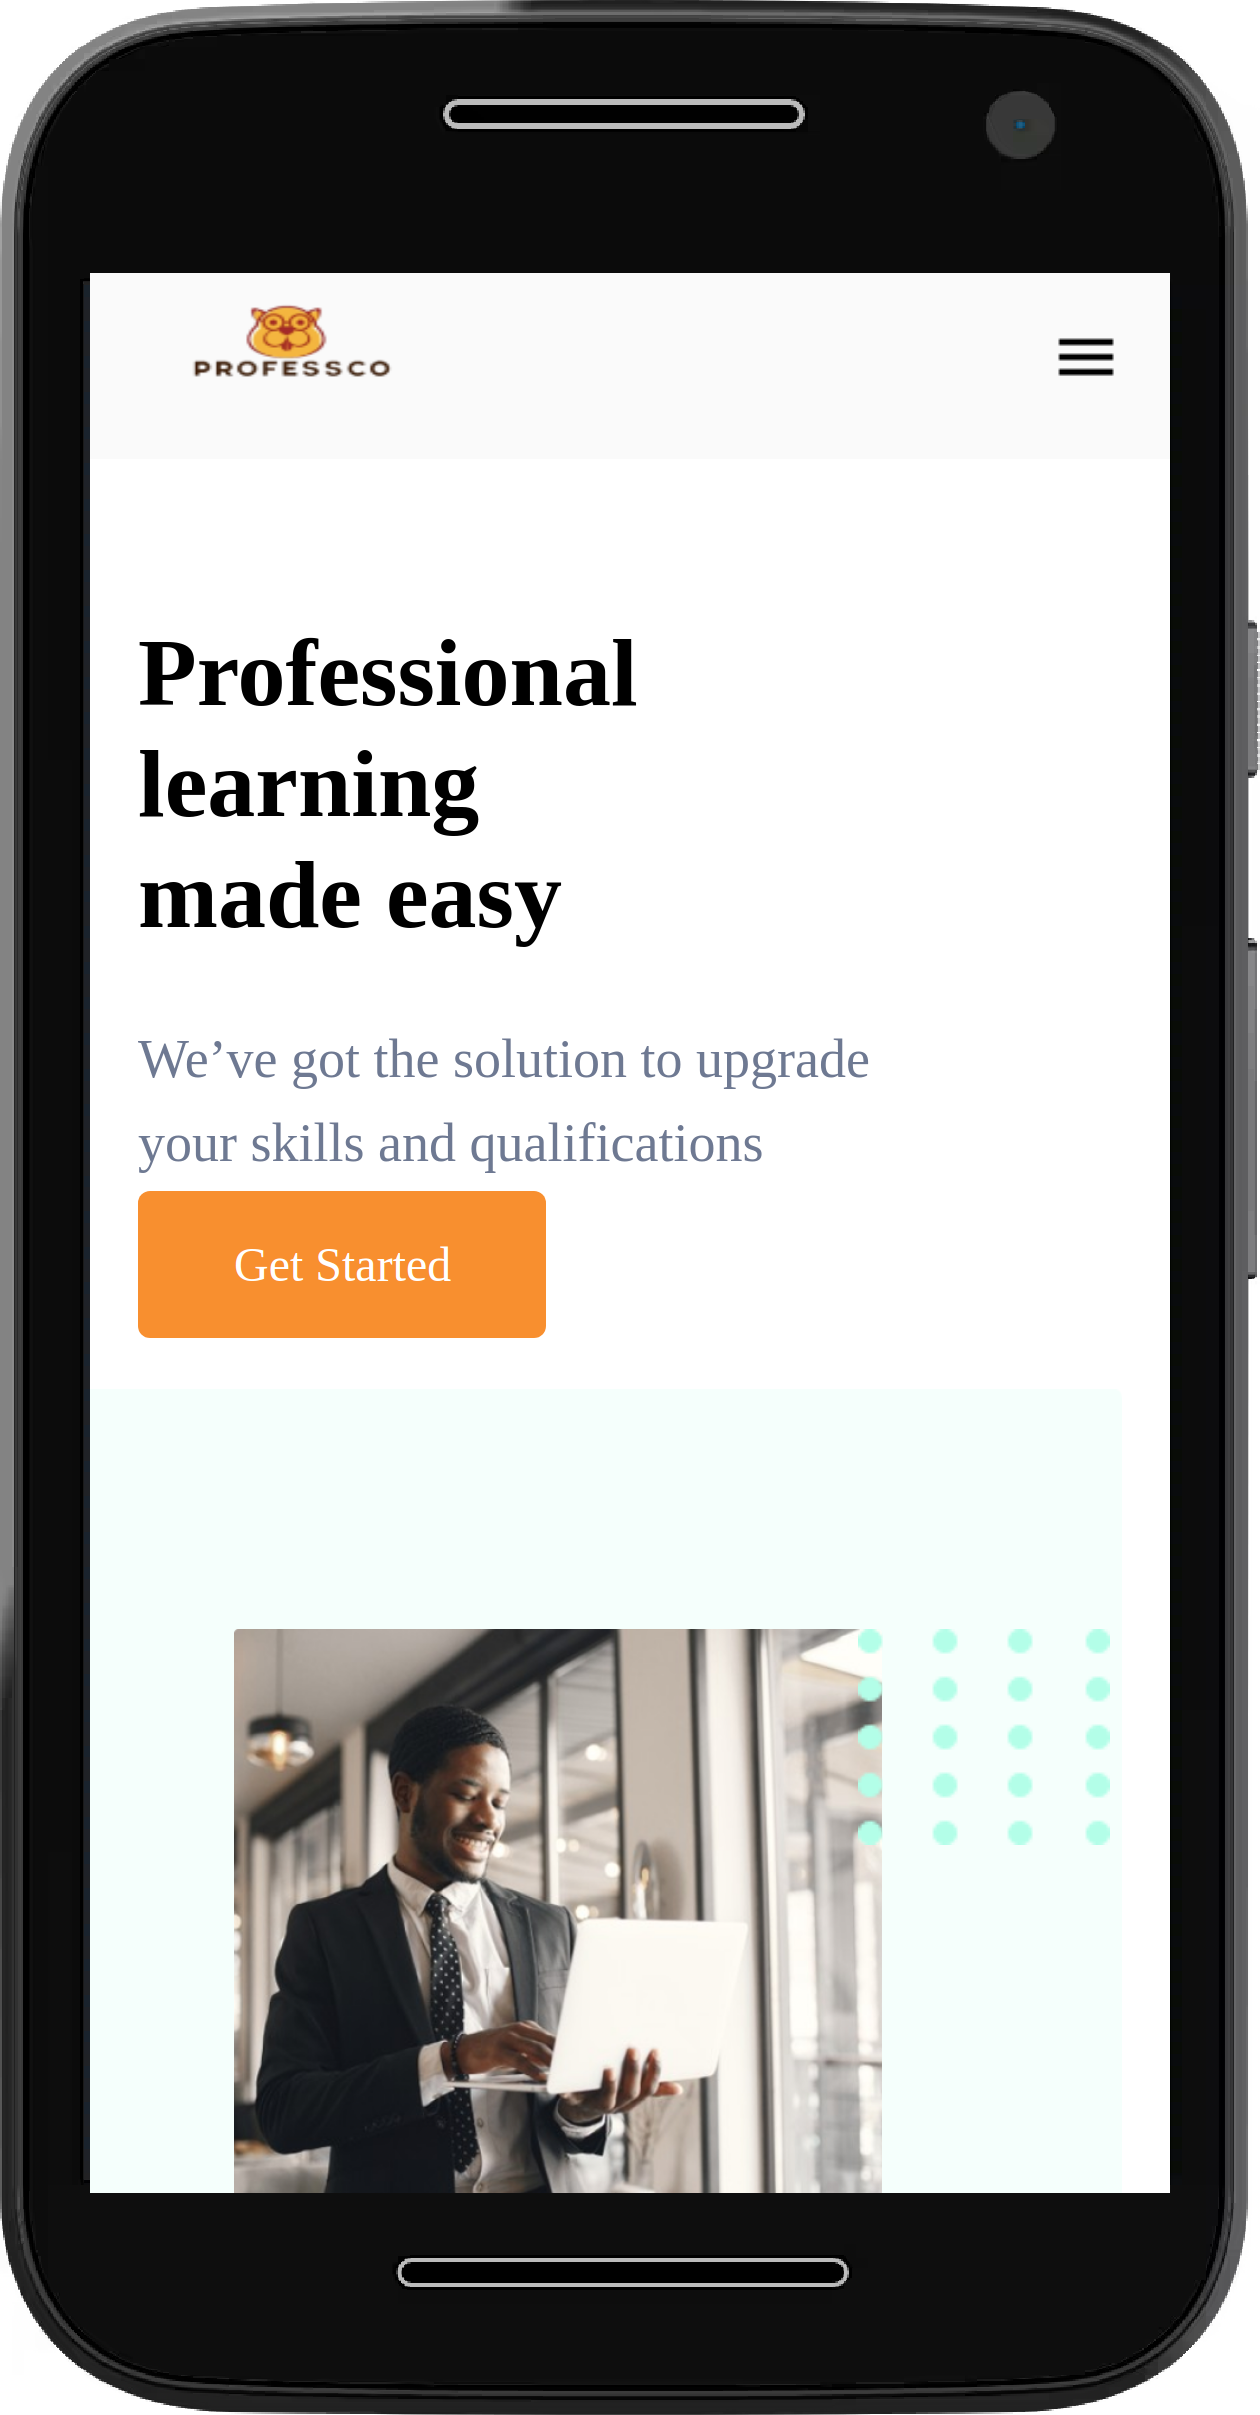 PROFESSCO
Professional
learning
made easy
We’ve got the solution to upgrade
your skills and qualifications
Get Started